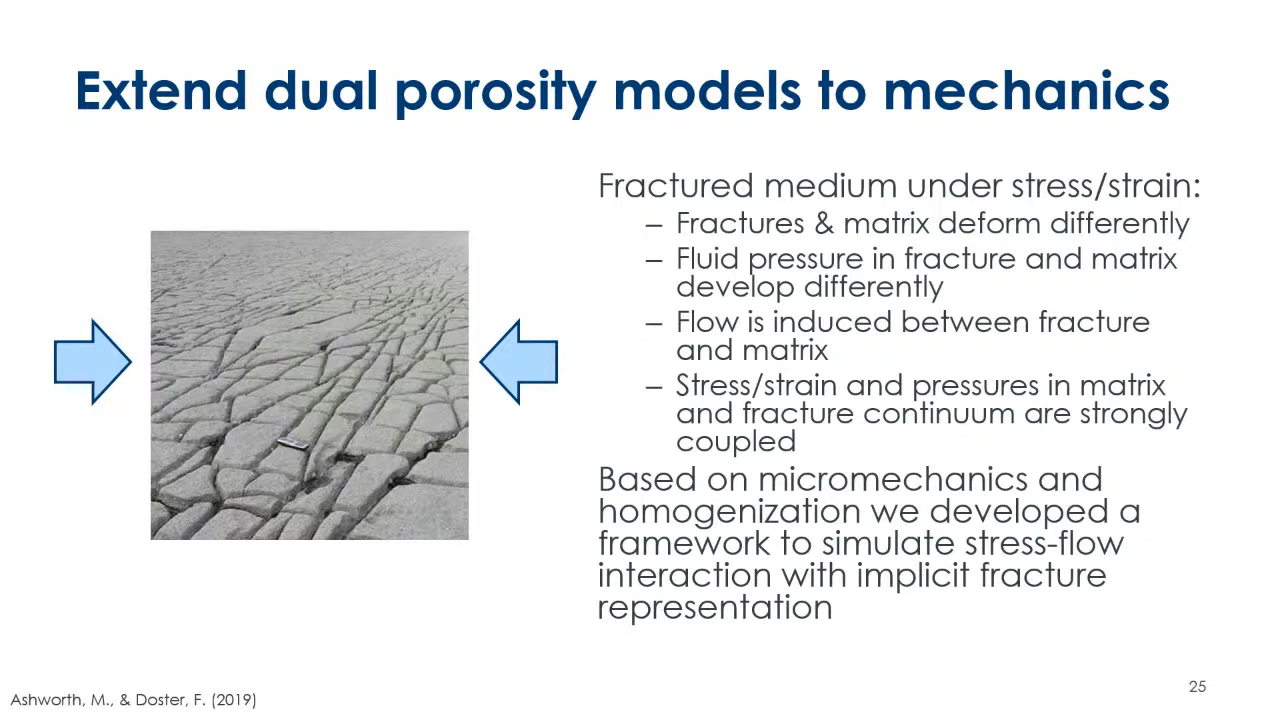 Extend dual porosity models to mechanics
Fractured medium under stress/strain:
– Fractures & matrix deform differently
– Fluid pressure in fracture and matrix
develop differently
– Flow is induced between fracture
and matrix
– Stress/strain and pressures in matrix
and fracture continuum are strongly
coupled
Based on micromechanics and
homogenization we developed a
framework to simulate stress-flow
interaction with implicit fracture
representation
Ashworth, M., & Doster, F. (2019)
25